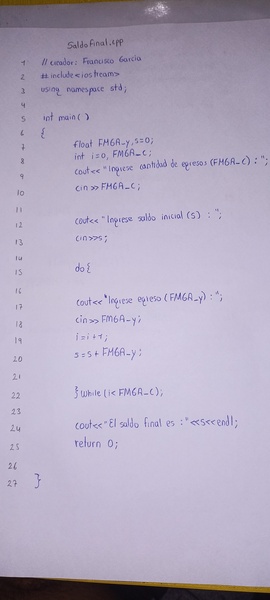 Saldo Final.cpp
1 // creador: Francisco García
2 #include<iostream>
3 using namespace std;
4
5 int main()
6 {
7 float FMGA_y,s=0;
8 int i=0, FMGA_C;
9 cout<<"Ingrese cantidad de egresos (FMGA_C) : ";
10 cin>>FMGA_C;
11
12 cout<<"Ingrese saldo inicial (s) : ";
13 cin>>s;
14
15 do{
16
17 cout<<"Ingrese egreso (FMGA_y) : ";
18 cin>>FMGA_y;
19 i=i+1;
20 s=s+FMGA_y;
21
22 }while(i<FMGA_C);
23
24 cout<<"El saldo final es : "<<s<<endl;
25 return 0;
26
27 }